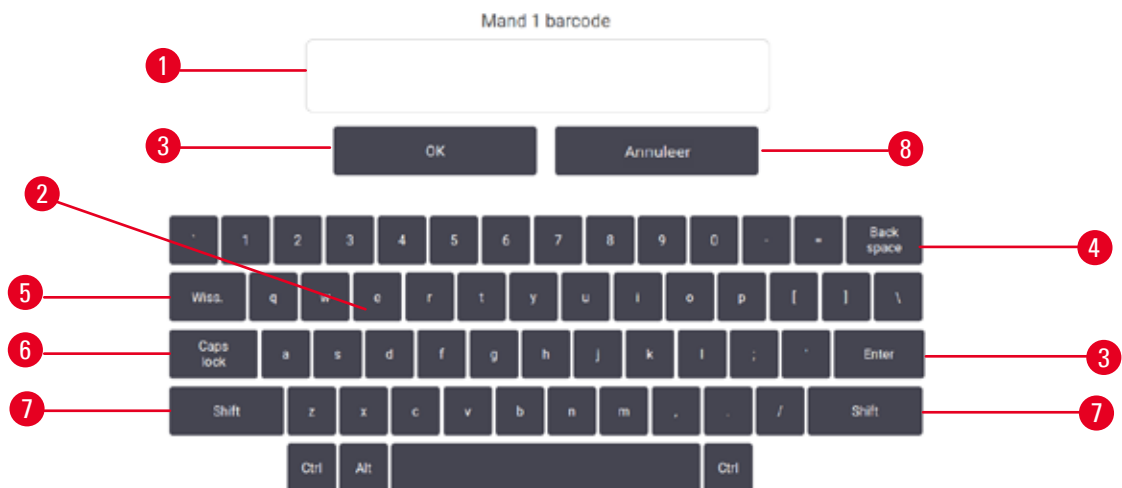 Mand 1 barcode
1
3 OK Annuleer 8
2
` 1 2 3 4 5 6 7 8 9 0 - = Back space 4
5 Wiss. q w e r t y u i o p [ ] \
6 Caps lock a s d f g h j k l ; ' Enter 3
7 Shift z x c v b n m , . / Shift 7
Ctrl Alt Ctrl